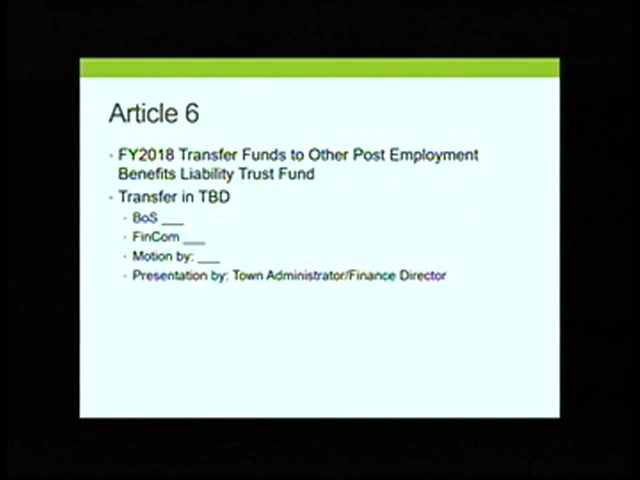 Article 6
FY2018 Transfer Funds to Other Post Employment
Benefits Liability Trust Fund
Transfer in TBD
BoS ___
FinCom ___
Motion by: ___
Presentation by: Town Administrator/Finance Director